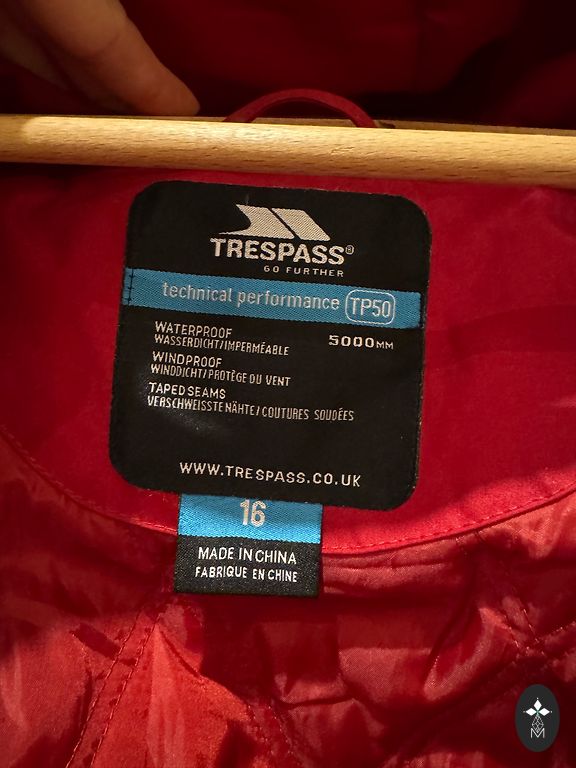 TRESPASS®
GO FURTHER
technical performance TP50
WATERPROOF 5000MM
WASSERDICHT/IMPERMÉABLE
WINDPROOF
WINDDICHT/PROTÈGE DU VENT
TAPED SEAMS
VERSCHWEISSTE NÄHTE/COUTURES SOUDÉES
WWW.TRESPASS.CO.UK
16
MADE IN CHINA
FABRIQUE EN CHINE